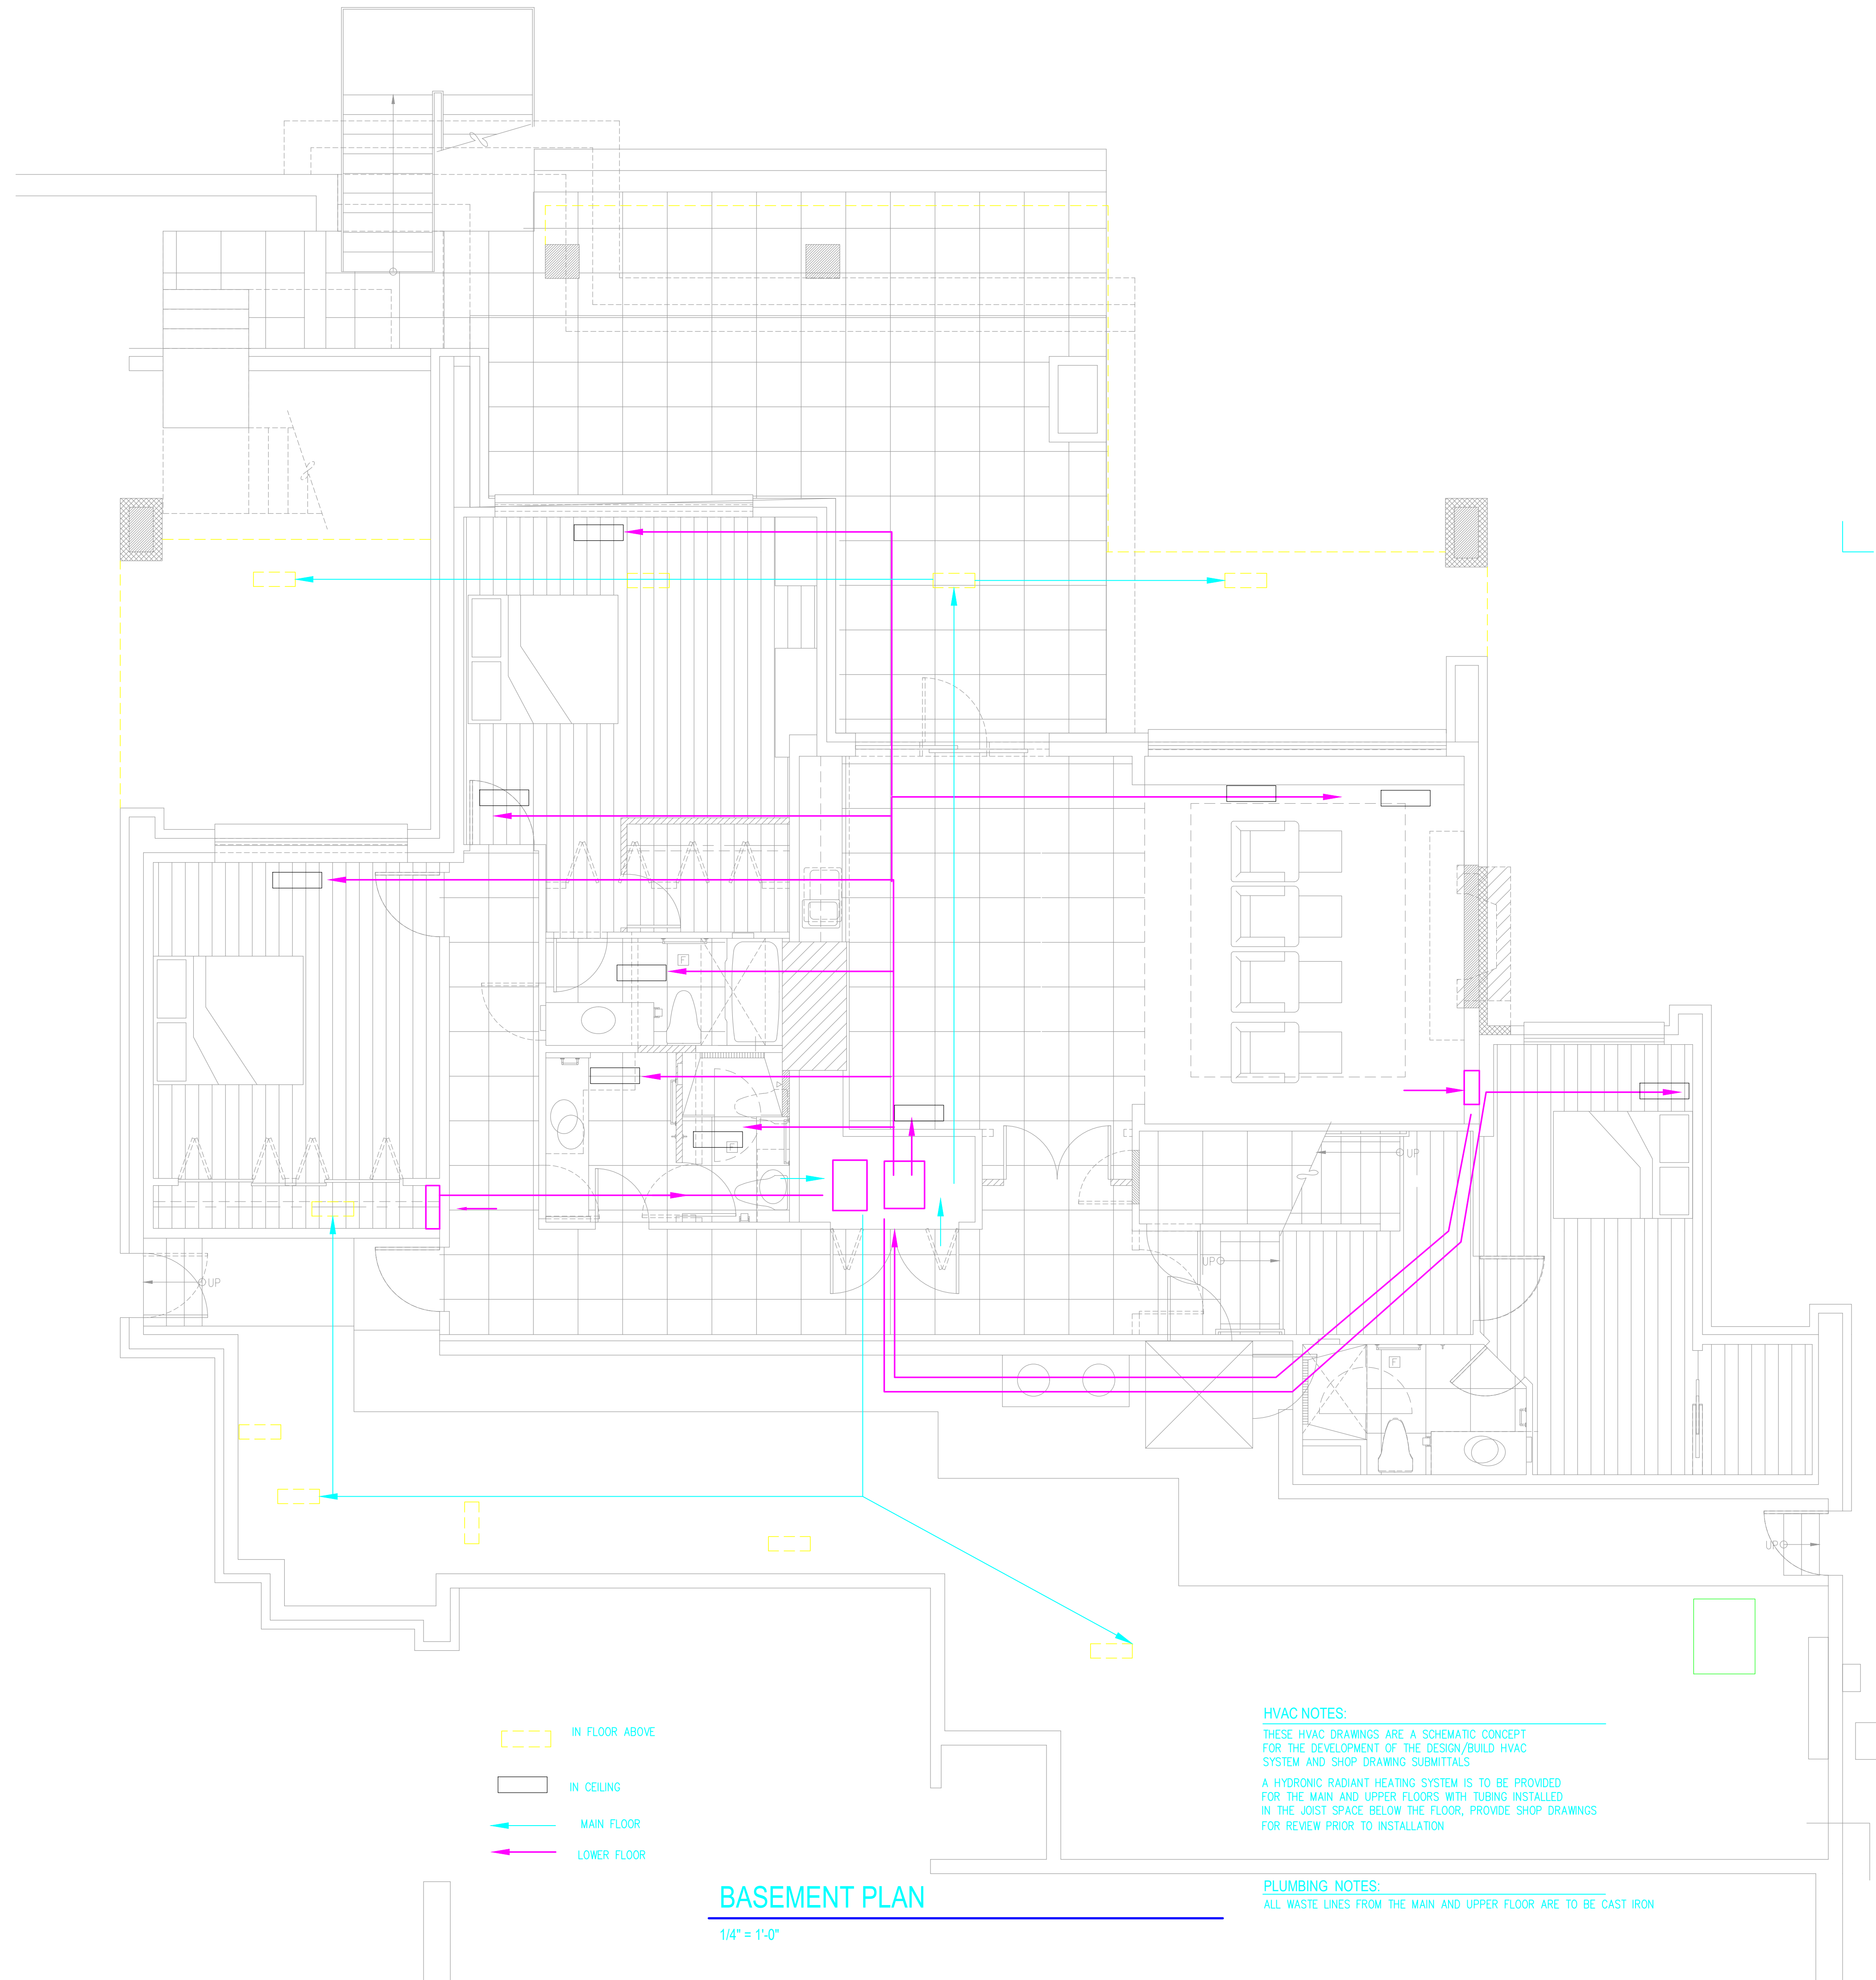 F
F
UP
UP
UP
F
UP
IN FLOOR ABOVE
IN CEILING
MAIN FLOOR
LOWER FLOOR
BASEMENT PLAN
1/4" = 1'-0"
HVAC NOTES:
THESE HVAC DRAWINGS ARE A SCHEMATIC CONCEPT
FOR THE DEVELOPMENT OF THE DESIGN/BUILD HVAC
SYSTEM AND SHOP DRAWING SUBMITTALS
A HYDRONIC RADIANT HEATING SYSTEM IS TO BE PROVIDED
FOR THE MAIN AND UPPER FLOORS WITH TUBING INSTALLED
IN THE JOIST SPACE BELOW THE FLOOR, PROVIDE SHOP DRAWINGS
FOR REVIEW PRIOR TO INSTALLATION
PLUMBING NOTES:
ALL WASTE LINES FROM THE MAIN AND UPPER FLOOR ARE TO BE CAST IRON